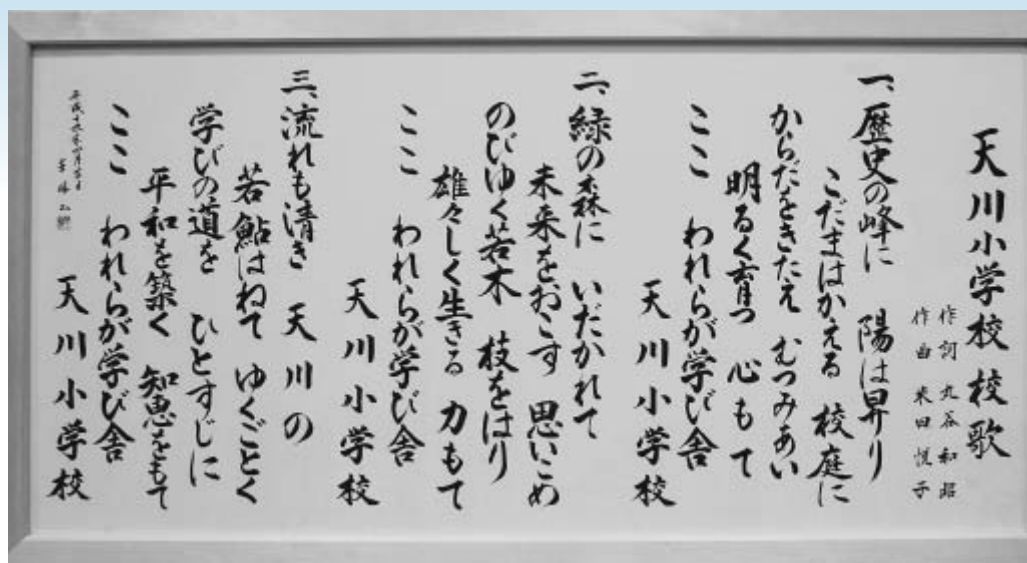 天川小学校 校歌
作詞 丸谷和昭
作曲 米田悦子
一、歴史の峰に 陽は昇り
こだまはかえる 校庭に
からだをきたえ むつみあい
明るく育つ 心もて
ここ われらが学び舎
天川小学校
二、緑の森に いだかれて
未来をおこす 思いこめ
のびゆく若木 枝をはり
雄々しく生きる 力もて
ここ われらが学び舎
天川小学校
三、流れも清き 天川の
若鮎はねて ゆくごとく
学びの道を ひとすじに
平和を築く 知恵をもて
ここ われらが学び舎
天川小学校